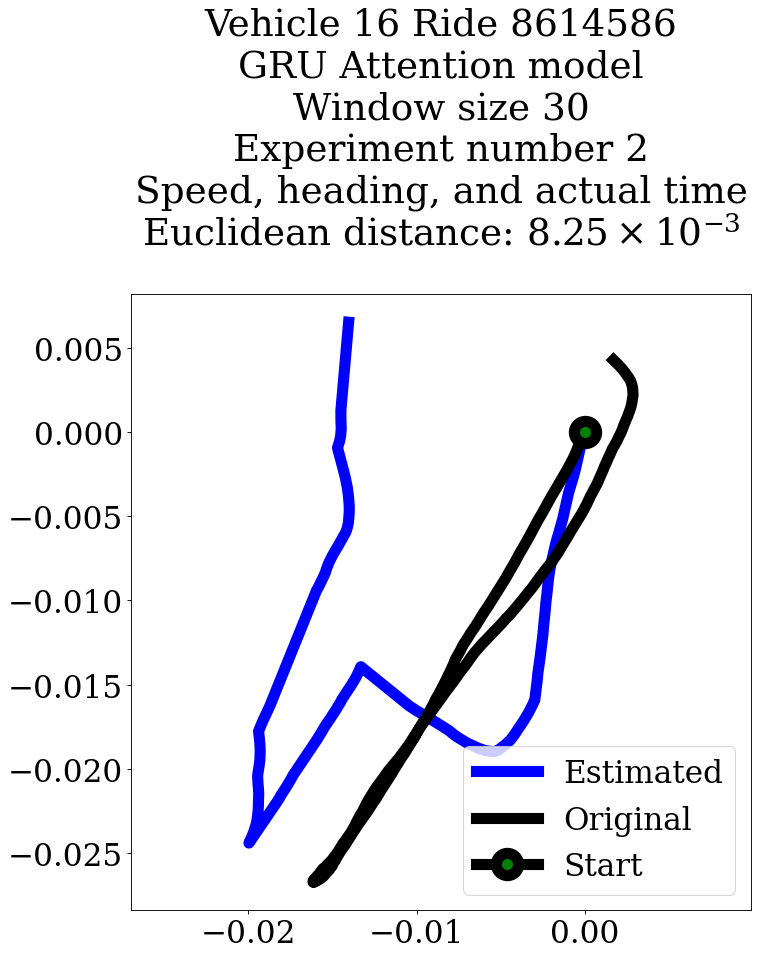 Vehicle 16 Ride 8614586
GRU Attention model
Window size 30
Experiment number 2
Speed, heading, and actual time
Euclidean distance: 8.25 × 10⁻³
0.005
0.000
−0.005
−0.010
−0.015
−0.020
−0.025
Estimated
Original
Start
−0.02 −0.01 0.00